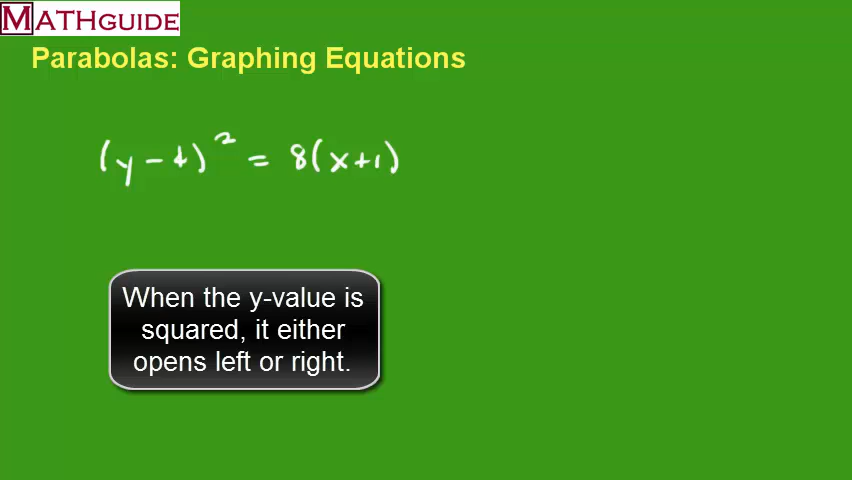 MATHGUIDE
Parabolas: Graphing Equations
(y-4)² = 8(x+1)
When the y-value is
squared, it either
opens left or right.